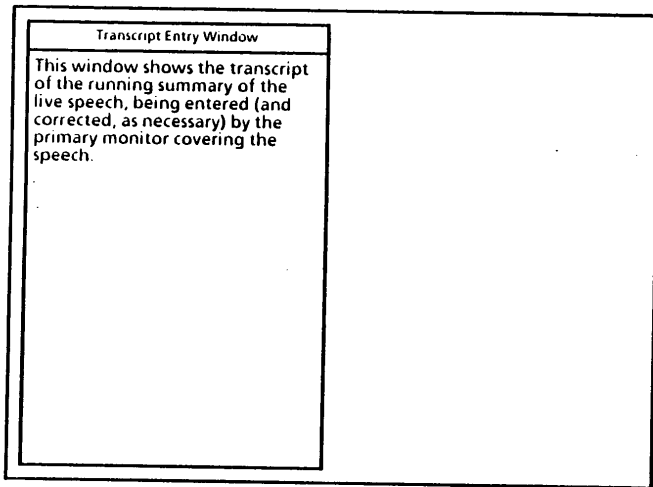 Transcript Entry Window
This window shows the transcript
of the running summary of the
live speech, being entered (and
corrected, as necessary) by the
primary monitor covering the
speech.